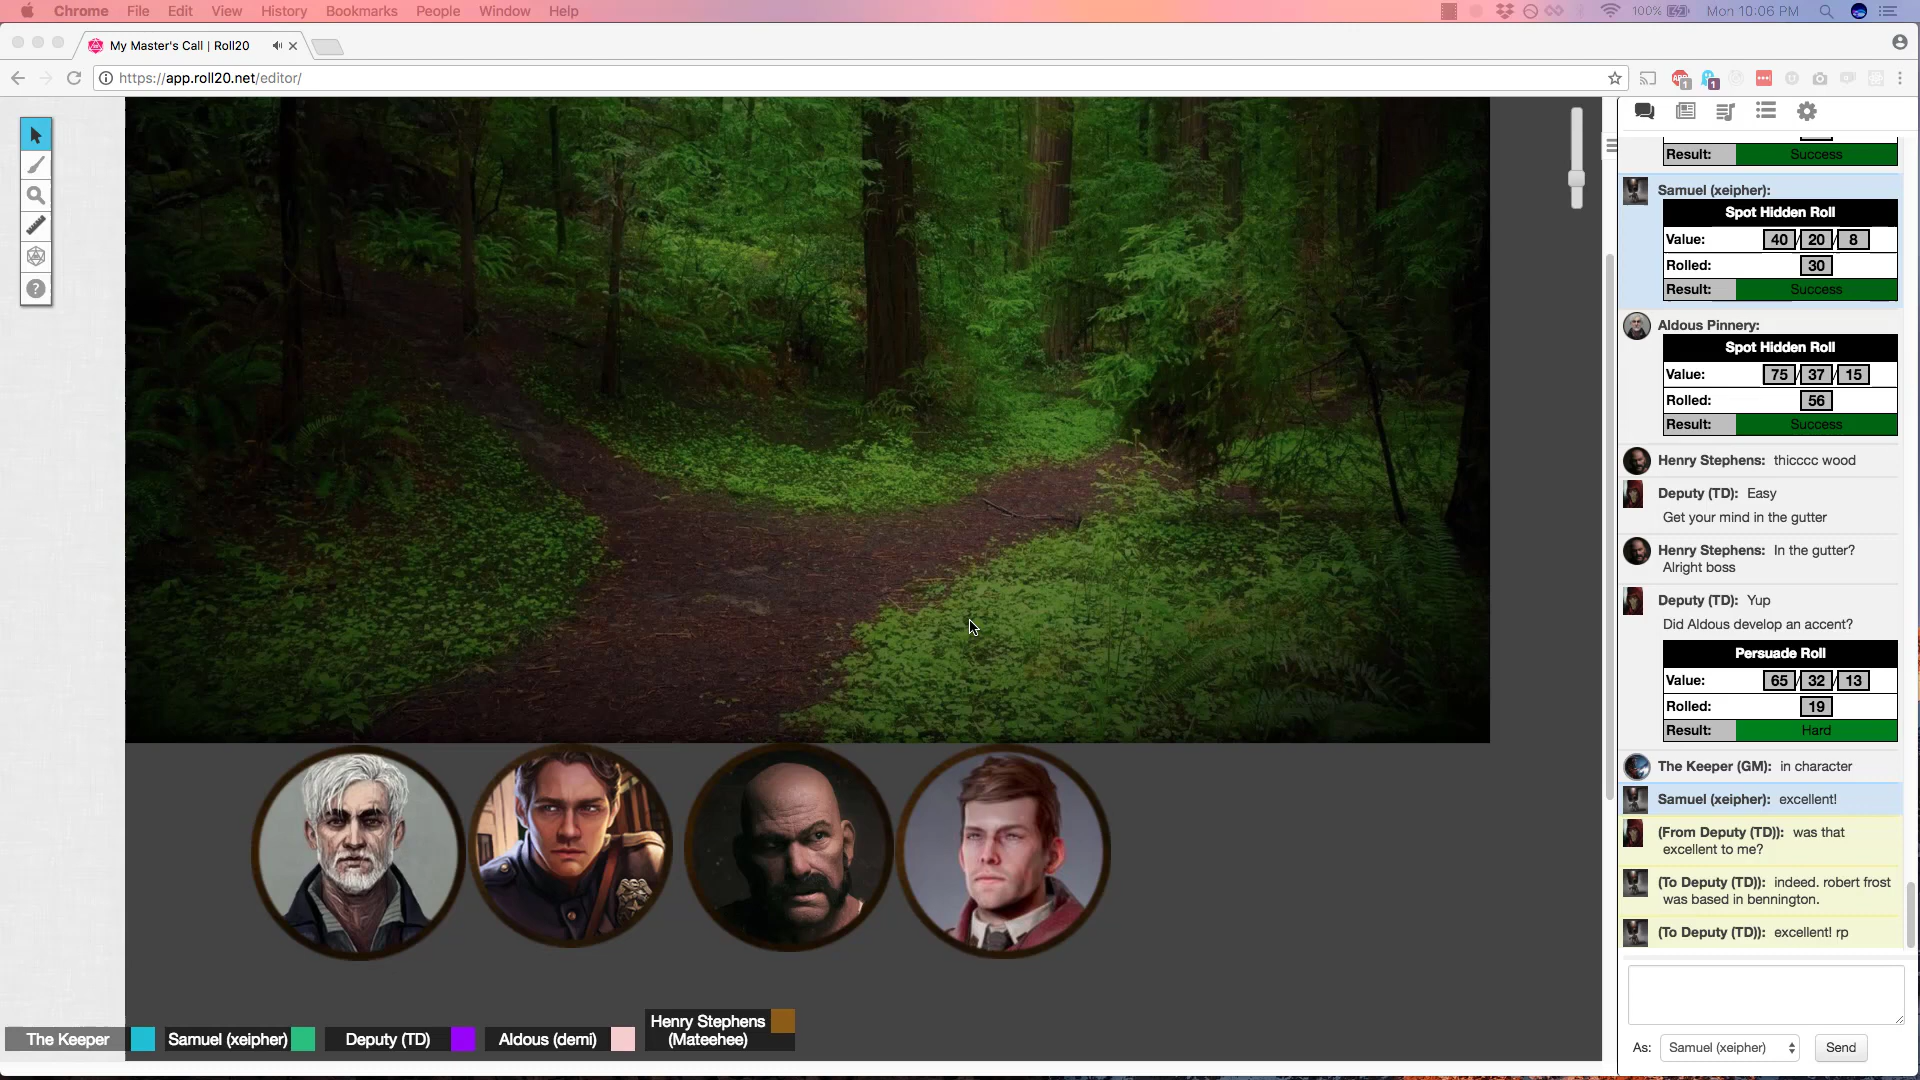 Chrome File Edit View History Bookmarks People Window Help
100% Mon 10:06 PM
My Master's Call | Roll20
https://app.roll20.net/editor/
1 1
Result: Success
Samuel (xeipher):
Spot Hidden Roll
Value: 40 / 20 / 8
Rolled: 30
Result: Success
Aldous Pinnery:
Spot Hidden Roll
Value: 75 / 37 / 15
Rolled: 56
Result: Success
Henry Stephens: thicccc wood
Deputy (TD): Easy
Get your mind in the gutter
Henry Stephens: In the gutter?
Alright boss
Deputy (TD): Yup
Did Aldous develop an accent?
Persuade Roll
Value: 65 / 32 / 13
Rolled: 19
Result: Hard
The Keeper (GM): in character
Samuel (xeipher): excellent!
(From Deputy (TD)): was that
excellent to me?
(To Deputy (TD)): indeed. robert frost
was based in bennington.
(To Deputy (TD)): excellent! rp
As: Samuel (xeipher) Send
The Keeper
Samuel (xeipher)
Deputy (TD)
Aldous (demi)
Henry Stephens
(Mateehee)